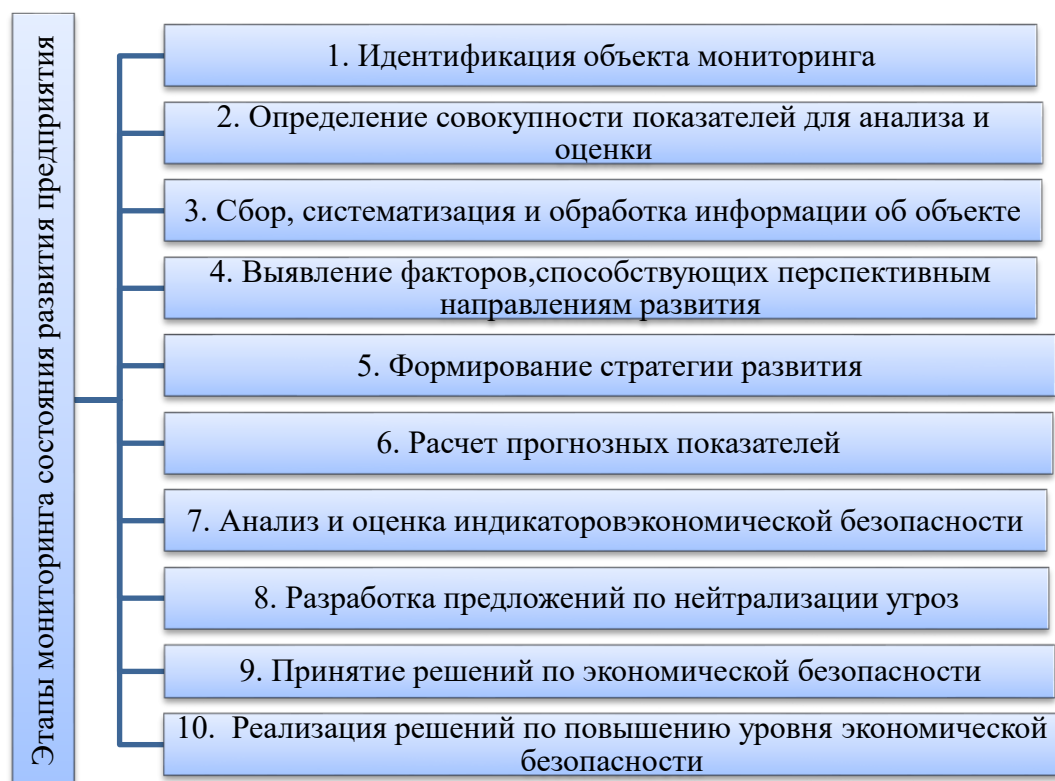 Этапы мониторинга состояния развития предприятия
1. Идентификация объекта мониторинга
2. Определение совокупности показателей для анализа и
оценки
3. Сбор, систематизация и обработка информации об объекте
4. Выявление факторов,способствующих перспективным
направлениям развития
5. Формирование стратегии развития
6. Расчет прогнозных показателей
7. Анализ и оценка индикаторовэкономической безопасности
8. Разработка предложений по нейтрализации угроз
9. Принятие решений по экономической безопасности
10.  Реализация решений по повышению уровня экономической
безопасности